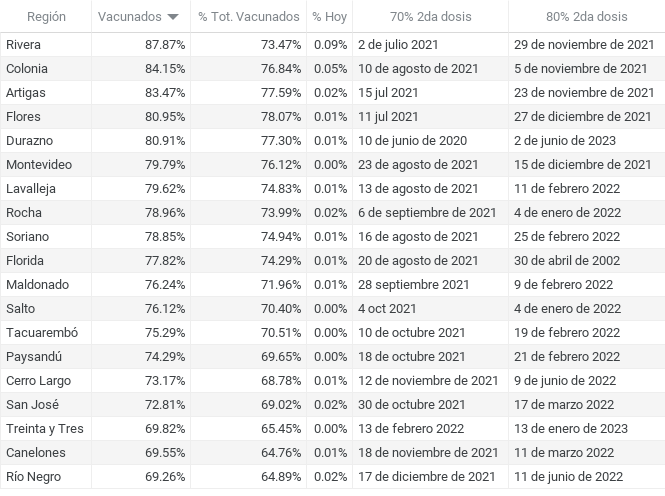 Región Vacunados % Tot. Vacunados % Hoy 70% 2da dosis 80% 2da dosis
Rivera 87.87% 73.47% 0.09% 2 de julio 2021 29 de noviembre de 2021
Colonia 84.15% 76.84% 0.05% 10 de agosto de 2021 5 de noviembre de 2021
Artigas 83.47% 77.59% 0.02% 15 jul 2021 23 de noviembre de 2021
Flores 80.95% 78.07% 0.01% 11 jul 2021 27 de diciembre de 2021
Durazno 80.91% 77.30% 0.01% 10 de junio de 2020 2 de junio de 2023
Montevideo 79.79% 76.12% 0.00% 23 de agosto de 2021 15 de diciembre de 2021
Lavalleja 79.62% 74.83% 0.01% 13 de agosto de 2021 11 de febrero 2022
Rocha 78.96% 73.99% 0.02% 6 de septiembre de 2021 4 de enero de 2022
Soriano 78.85% 74.94% 0.01% 16 de agosto de 2021 25 de febrero 2022
Florida 77.82% 74.29% 0.01% 20 de agosto de 2021 30 de abril de 2002
Maldonado 76.24% 71.96% 0.01% 28 septiembre 2021 9 de febrero 2022
Salto 76.12% 70.40% 0.00% 4 oct 2021 4 de enero de 2022
Tacuarembó 75.29% 70.51% 0.00% 10 de octubre 2021 19 de febrero 2022
Paysandú 74.29% 69.65% 0.00% 18 de octubre 2021 21 de febrero 2022
Cerro Largo 73.17% 68.78% 0.01% 12 de noviembre de 2021 9 de junio de 2022
San José 72.81% 69.02% 0.02% 30 de octubre 2021 17 de marzo 2022
Treinta y Tres 69.82% 65.45% 0.00% 13 de febrero 2022 13 de enero de 2023
Canelones 69.55% 64.76% 0.01% 18 de noviembre de 2021 11 de marzo 2022
Río Negro 69.26% 64.89% 0.02% 17 de diciembre de 2021 11 de junio de 2022